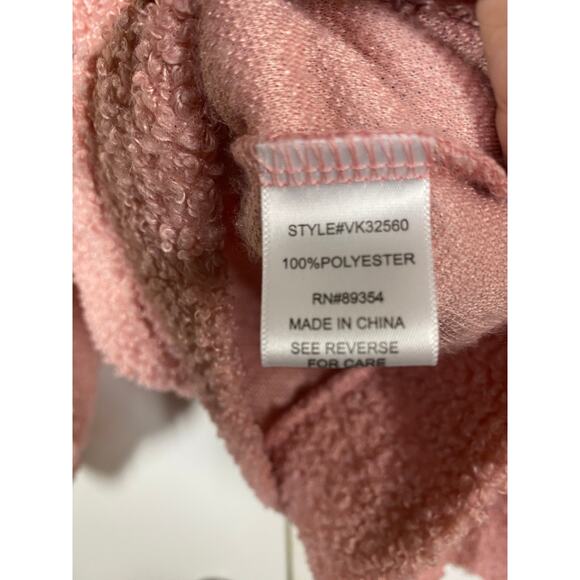 STYLE#VK32560
100%POLYESTER
RN#89354
MADE IN CHINA
SEE REVERSE
FOR CARE